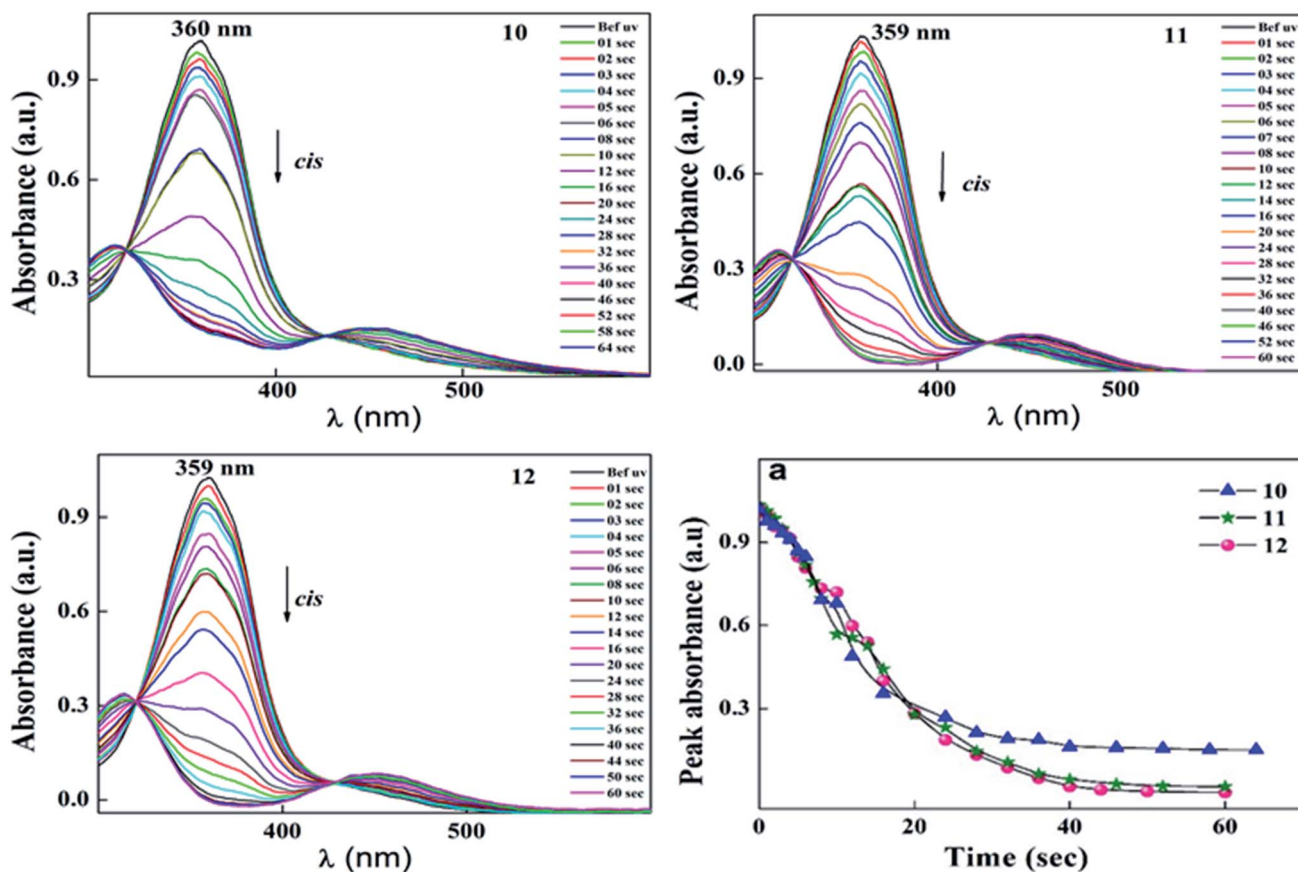 360 nm
10
Bef uv
01 sec
02 sec
03 sec
04 sec
05 sec
06 sec
08 sec
10 sec
12 sec
16 sec
20 sec
24 sec
28 sec
32 sec
36 sec
40 sec
46 sec
52 sec
58 sec
64 sec
cis
Absorbance (a.u.)
0.9
0.6
0.3
400
500
λ (nm)
359 nm
11
Bef uv
01 sec
02 sec
03 sec
04 sec
05 sec
06 sec
07 sec
08 sec
10 sec
12 sec
14 sec
16 sec
20 sec
24 sec
28 sec
32 sec
36 sec
40 sec
46 sec
52 sec
60 sec
cis
Absorbance (a.u.)
0.9
0.6
0.3
0.0
400
500
λ (nm)
359 nm
12
Bef uv
01 sec
02 sec
03 sec
04 sec
05 sec
06 sec
08 sec
10 sec
12 sec
14 sec
16 sec
20 sec
24 sec
28 sec
32 sec
36 sec
40 sec
44 sec
50 sec
60 sec
cis
Absorbance (a.u.)
0.9
0.6
0.3
0.0
400
500
λ (nm)
a
10
11
12
Peak absorbance (a.u)
0.9
0.6
0.3
0
20
40
60
Time (sec)